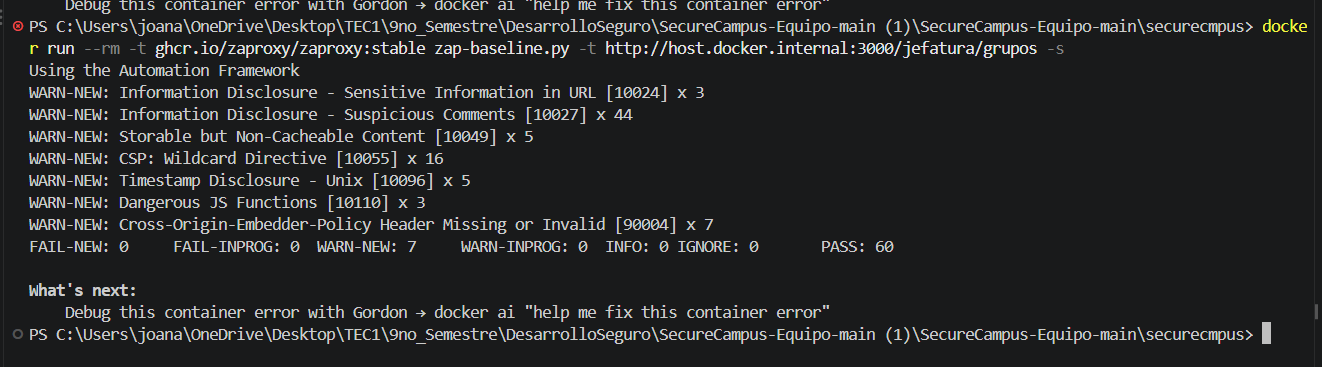 Debug this container error with Gordon → docker ai "help me fix this container error"
PS C:\Users\joana\OneDrive\Desktop\TEC1\9no_Semestre\DesarrolloSeguro\SecureCampus-Equipo-main (1)\SecureCampus-Equipo-main\securecmpus> docke
r run --rm -t ghcr.io/zaproxy/zaproxy:stable zap-baseline.py -t http://host.docker.internal:3000/jefatura/grupos -s
Using the Automation Framework
WARN-NEW: Information Disclosure - Sensitive Information in URL [10024] x 3
WARN-NEW: Information Disclosure - Suspicious Comments [10027] x 44
WARN-NEW: Storable but Non-Cacheable Content [10049] x 5
WARN-NEW: CSP: Wildcard Directive [10055] x 16
WARN-NEW: Timestamp Disclosure - Unix [10096] x 5
WARN-NEW: Dangerous JS Functions [10110] x 3
WARN-NEW: Cross-Origin-Embedder-Policy Header Missing or Invalid [90004] x 7
FAIL-NEW: 0 FAIL-INPROG: 0 WARN-NEW: 7 WARN-INPROG: 0 INFO: 0 IGNORE: 0 PASS: 60
What's next:
Debug this container error with Gordon → docker ai "help me fix this container error"
PS C:\Users\joana\OneDrive\Desktop\TEC1\9no_Semestre\DesarrolloSeguro\SecureCampus-Equipo-main (1)\SecureCampus-Equipo-main\securecmpus>